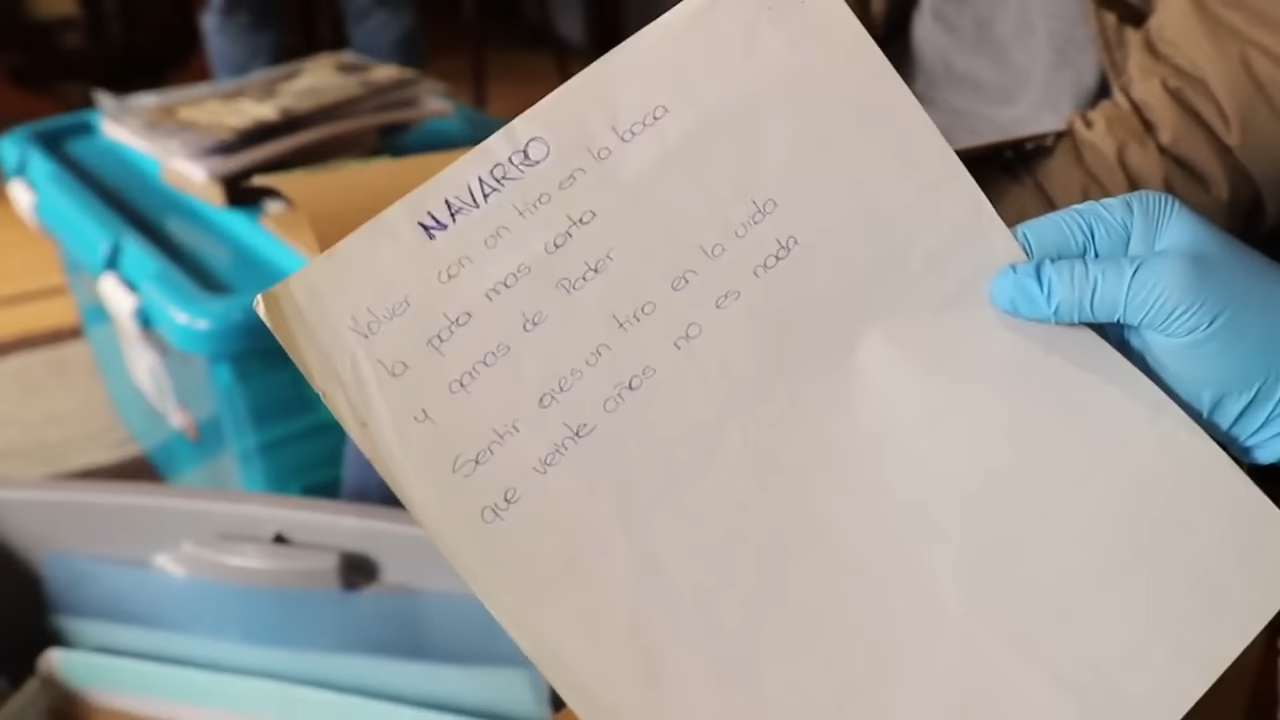 NAVARRO
Volver con un tiro en la boca
la pata mas corta
y ganas de Poder
Sentir que es un tiro en la vida
que veinte años no es nada